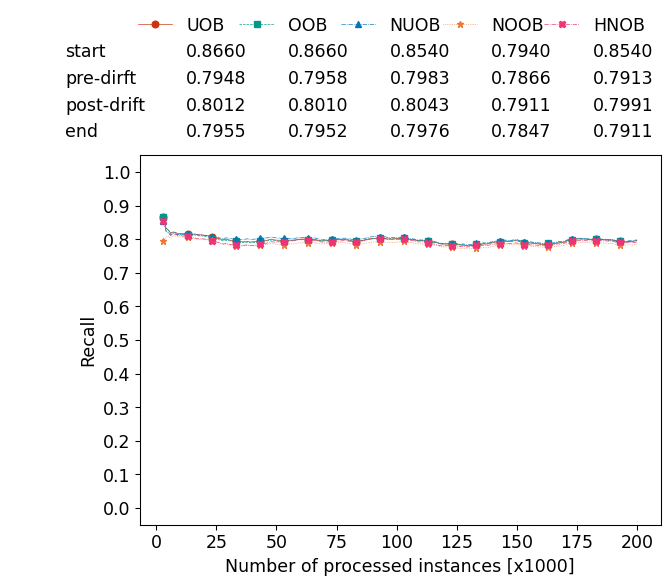 UOB OOB NUOB NOOB HNOB
start 0.8660 0.8660 0.8540 0.7940 0.8540
pre-dirft 0.7948 0.7958 0.7983 0.7866 0.7913
post-drift 0.8012 0.8010 0.8043 0.7911 0.7991
end 0.7955 0.7952 0.7976 0.7847 0.7911
1.0
0.9
0.8
0.7
0.6
0.5
0.4
0.3
0.2
0.1
0.0
Recall
0 25 50 75 100 125 150 175 200
Number of processed instances [x1000]